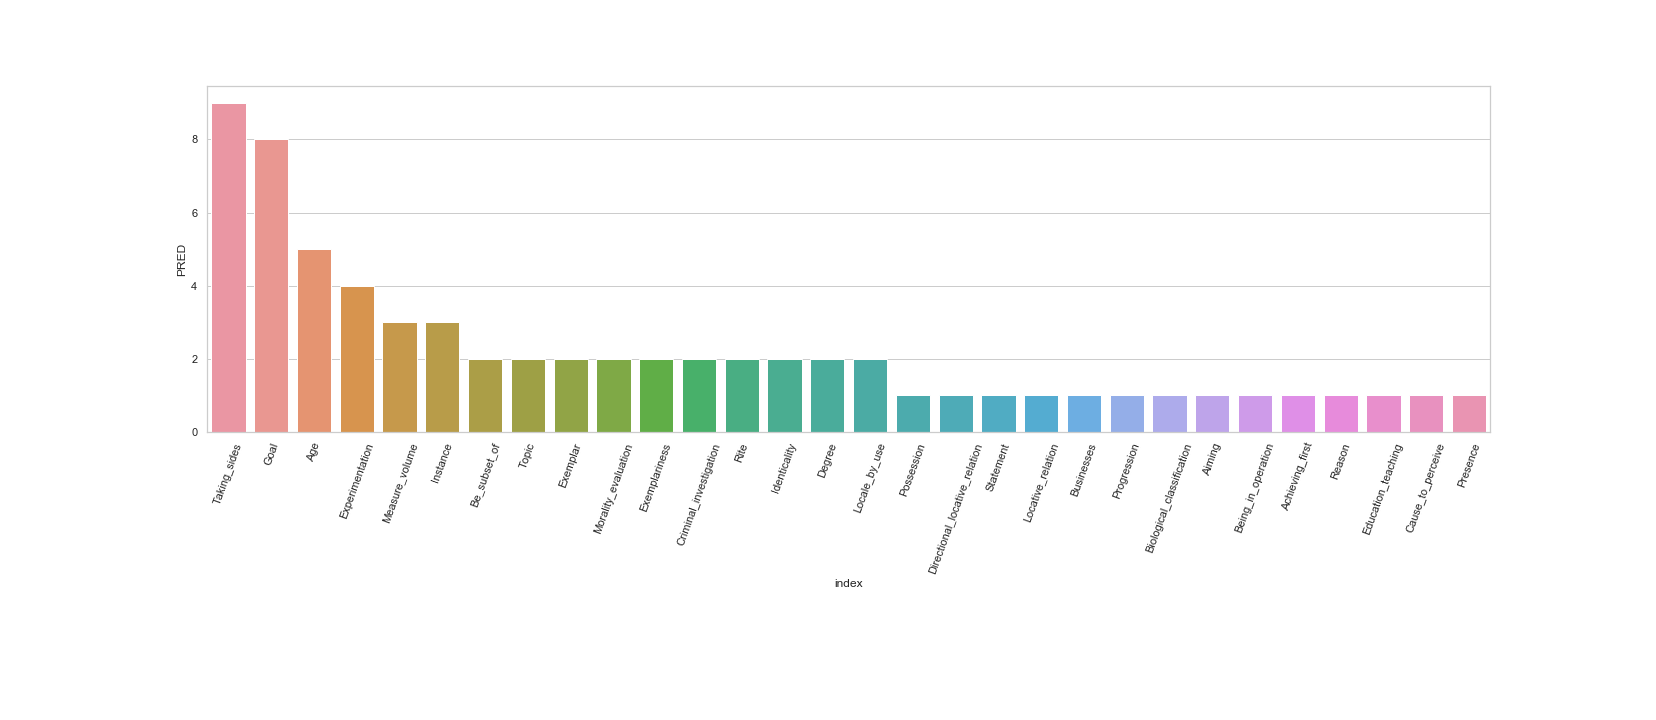 8
6
4
2
0
PRED
Taking_sides
Goal
Age
Experimentation
Measure_volume
Instance
Be_subset_of
Topic
Exemplar
Morality_evaluation
Exemplariness
Criminal_investigation
Rite
Identicality
Degree
Locale_by_use
Possession
Directional_locative_relation
Statement
Locative_relation
Businesses
Progression
Biological_classification
Aiming
Being_in_operation
Achieving_first
Reason
Education_teaching
Cause_to_perceive
Presence
index